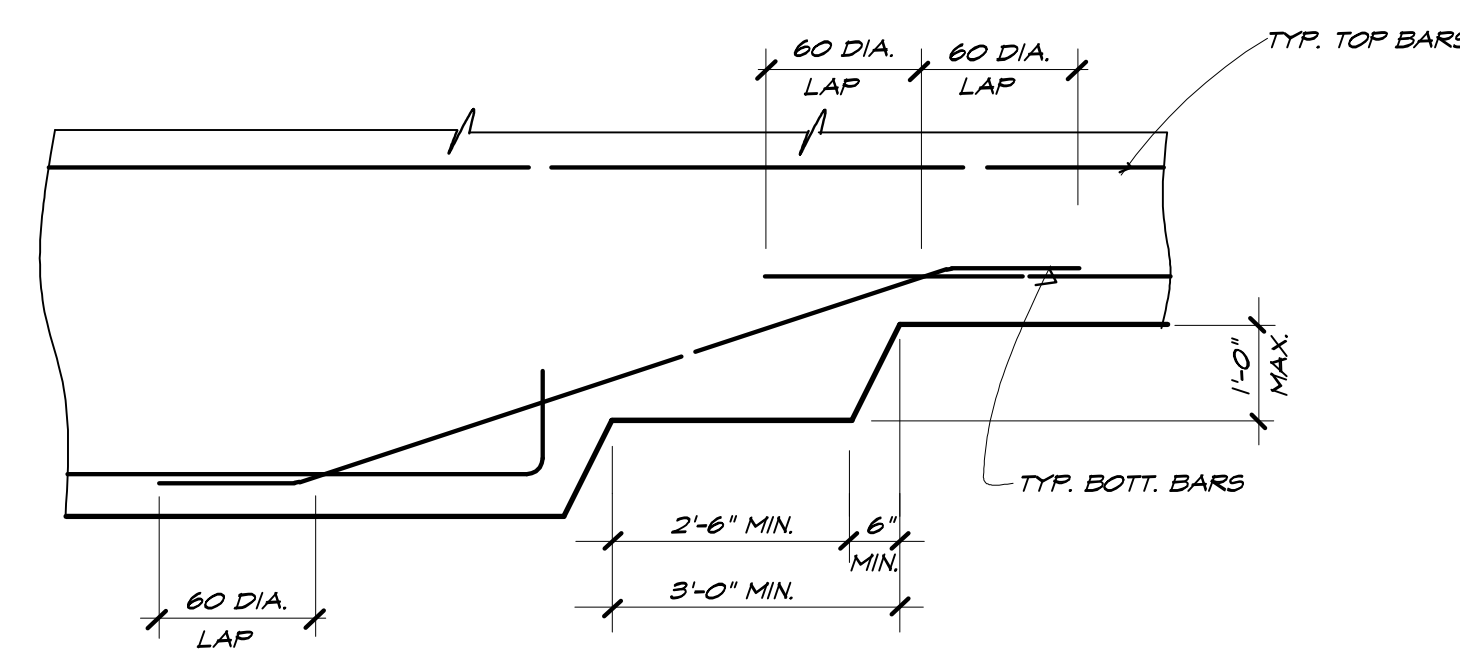 60 DIA.
LAP
60 DIA.
LAP
TYP. TOP BARS
1'-0"
MAX.
TYP. BOTT. BARS
2'-6" MIN.
6"
MIN.
3'-0" MIN.
60 DIA.
LAP